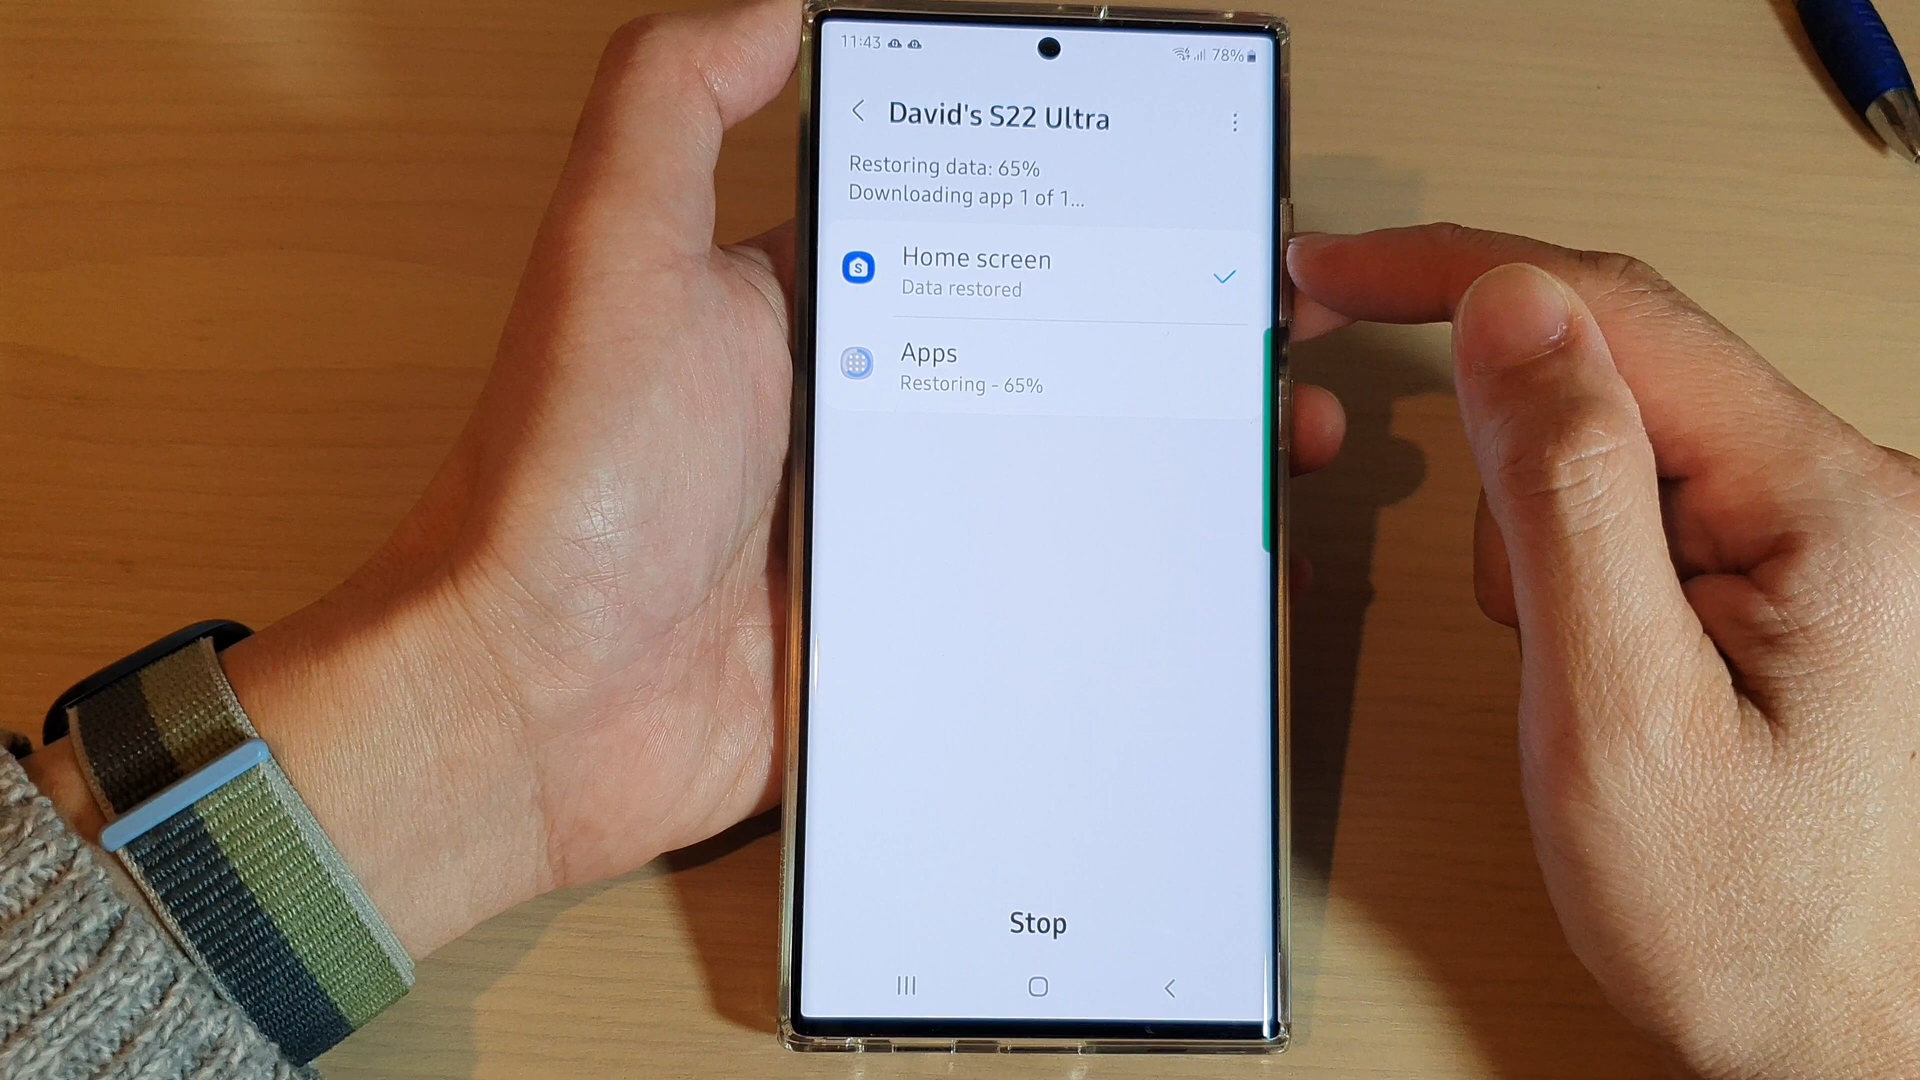 11:43
78%
David's S22 Ultra
Restoring data: 65%
Downloading app 1 of 1...
Home screen
Data restored
Apps
Restoring - 65%
Stop